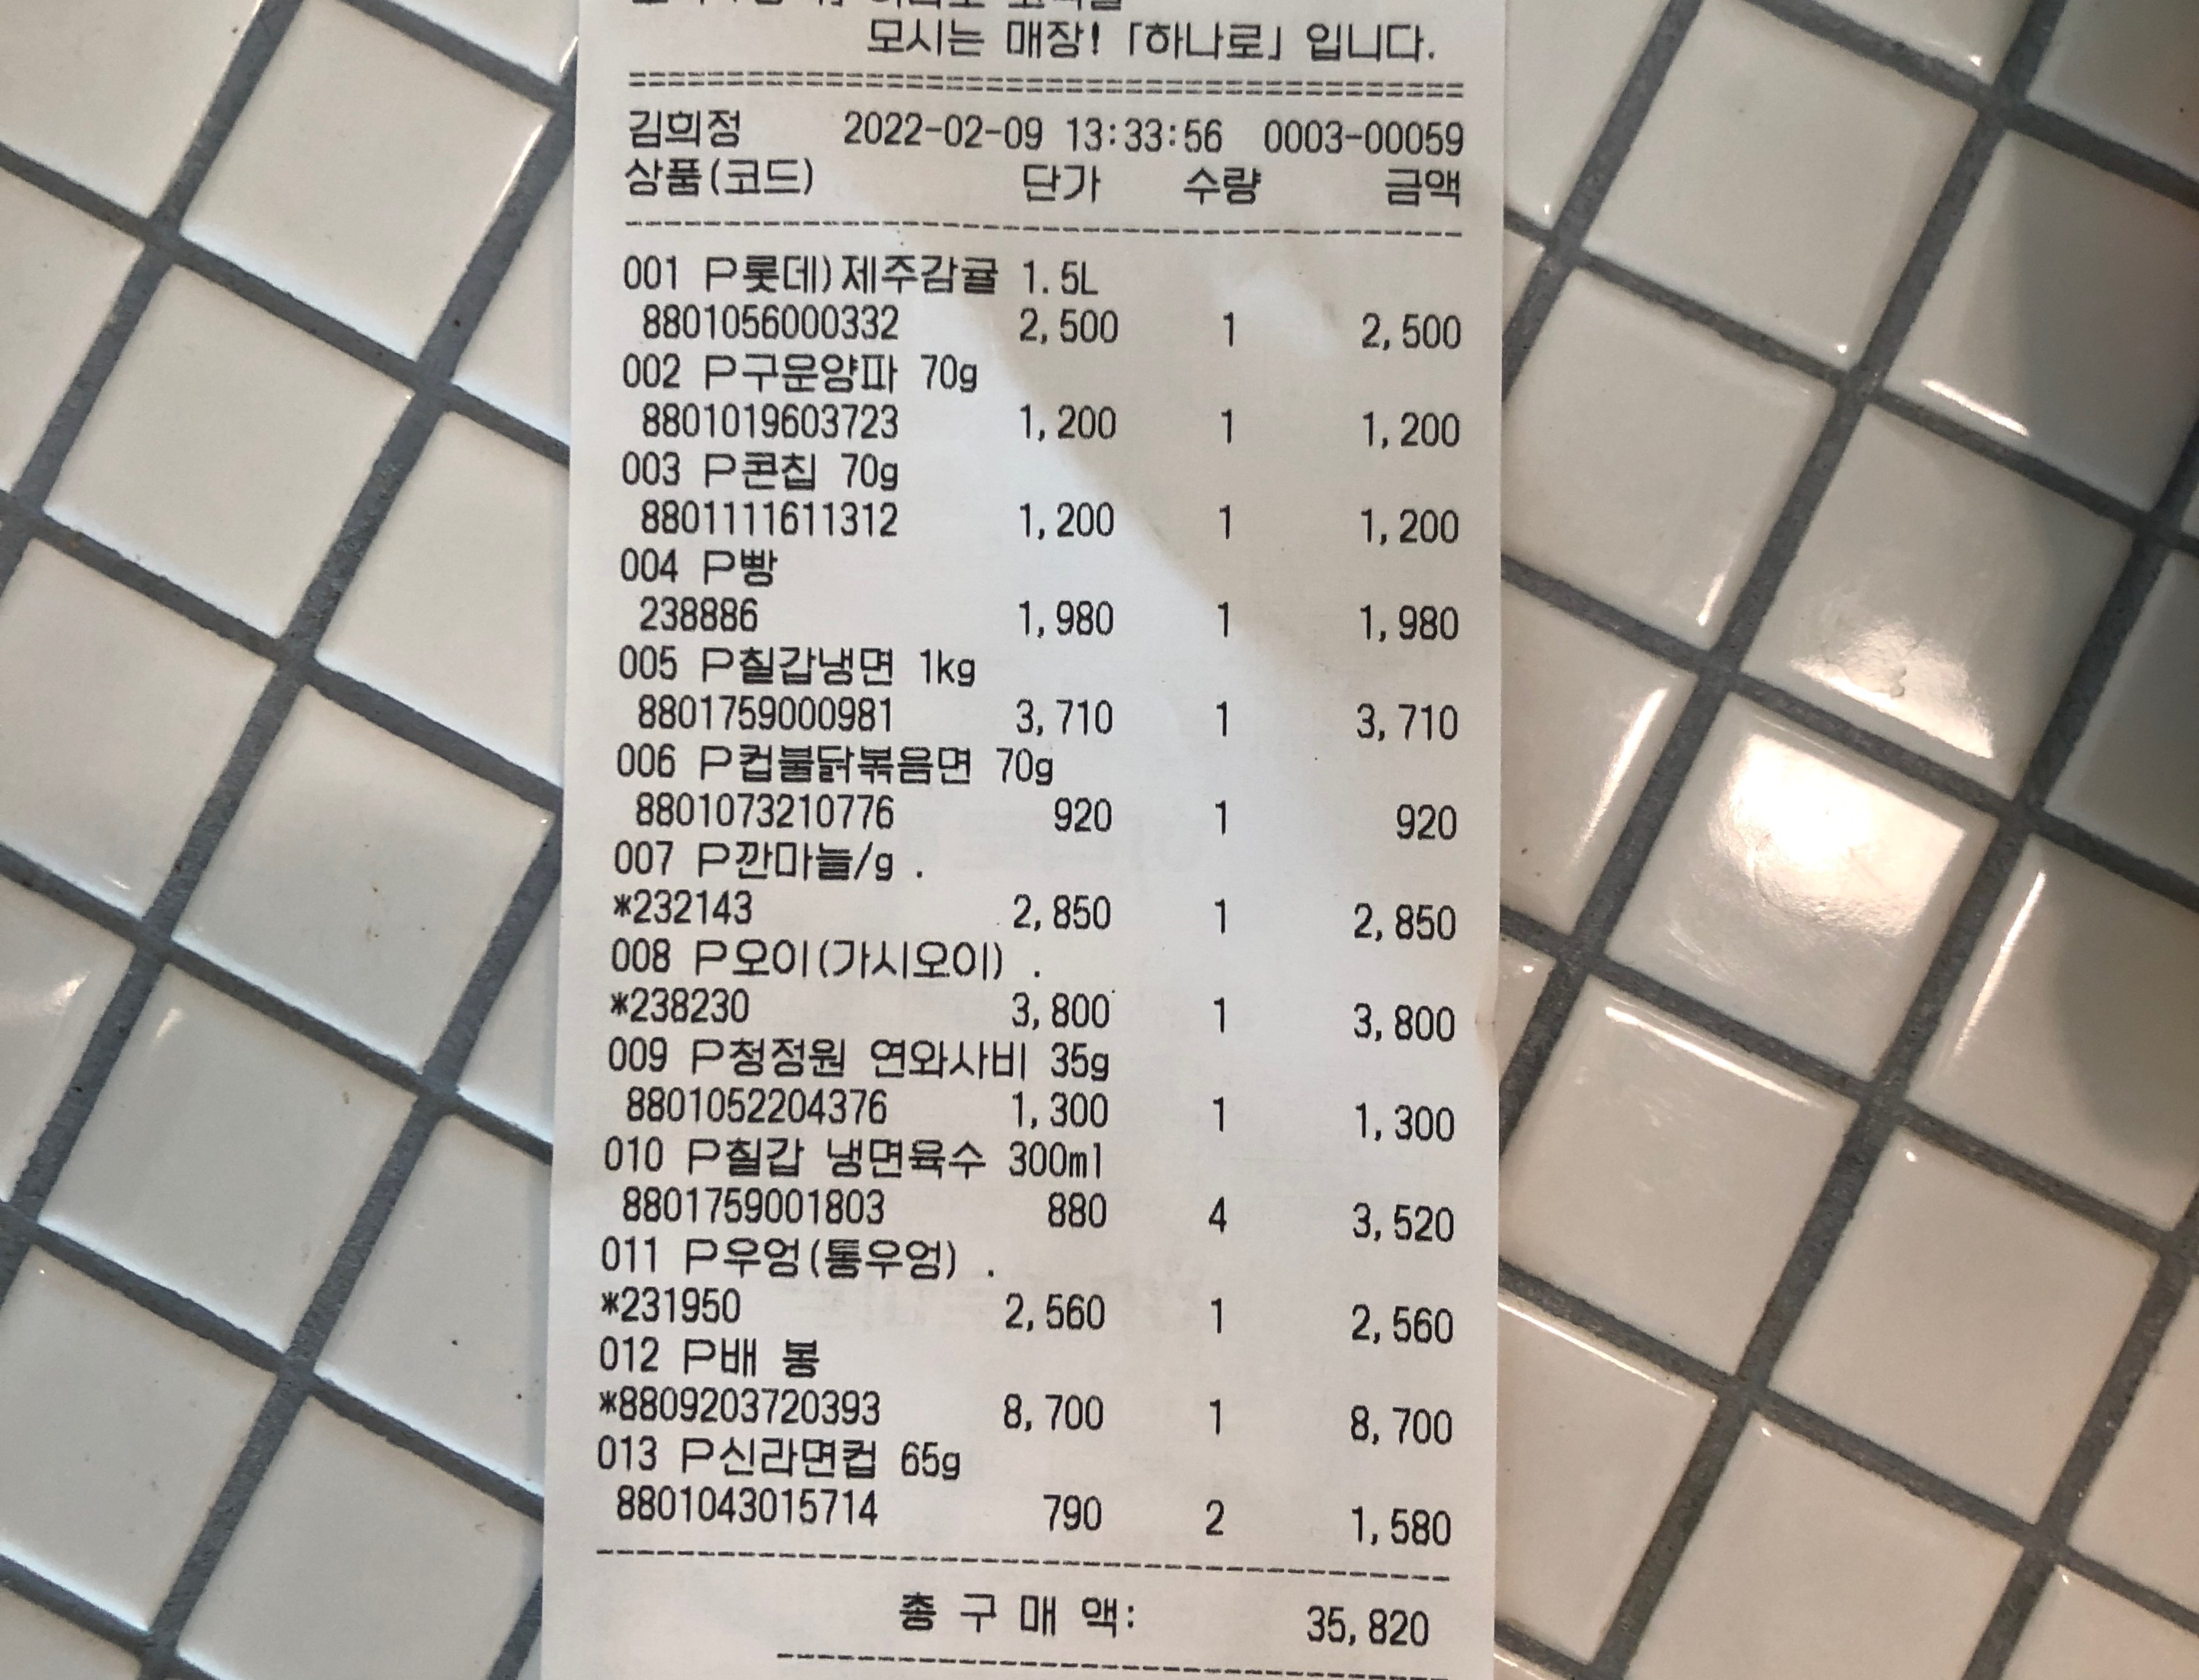 모시는 매장!「하나로」입니다.
김희정 2022-02-09 13:33:56 0003-00059
상품(코드) 단가 수량 금액
001 P롯데)제주감귤 1.5L
8801056000332 2,500 1 2,500
002 P구운양파 70g
8801019603723 1,200 1 1,200
003 P콘칩 70g
8801111611312 1,200 1 1,200
004 P빵
238886 1,980 1 1,980
005 P칠갑냉면 1kg
8801759000981 3,710 1 3,710
006 P컵불닭볶음면 70g
8801073210776 920 1 920
007 P깐마늘/g .
*232143 2,850 1 2,850
008 P오이(가시오이) .
*238230 3,800 1 3,800
009 P청정원 연와사비 35g
8801052204376 1,300 1 1,300
010 P칠갑 냉면육수 300ml
8801759001803 880 4 3,520
011 P우엉(통우엉) .
*231950 2,560 1 2,560
012 P배 봉
*8809203720393 8,700 1 8,700
013 P신라면컵 65g
8801043015714 790 2 1,580
총 구 매 액: 35,820